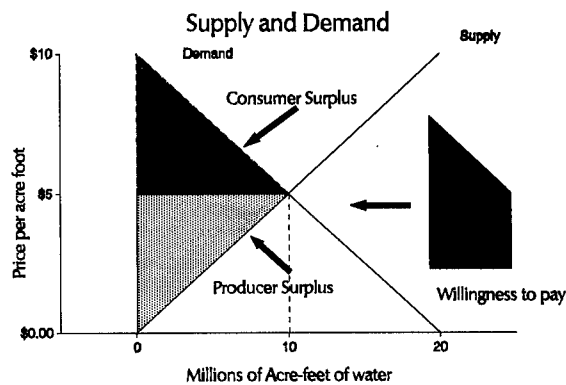 Supply and Demand
Supply
Demand
$10
Consumer Surplus
$5
Price per acre foot
Producer Surplus
Willingness to pay
$0.00
0
10
20
Millions of Acre-feet of water